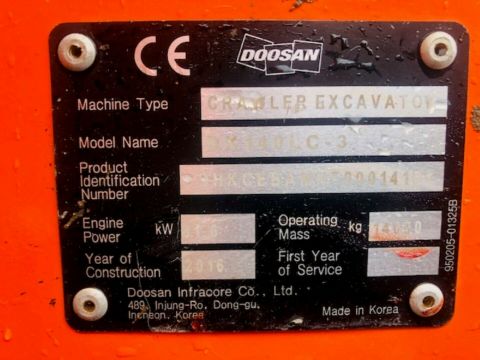 CE DOOSAN
Machine Type CRAWLER EXCAVATOR
Model Name DX140LC-3
Product
Identification
Number
Engine
Power kW
Operating
Mass kg
Year of
Construction 2016
First Year
of Service
Doosan Infracore Co., Ltd.
489, Injung-Ro, Dong-gu,
Incheon, Korea
Made in Korea
950205-01325B